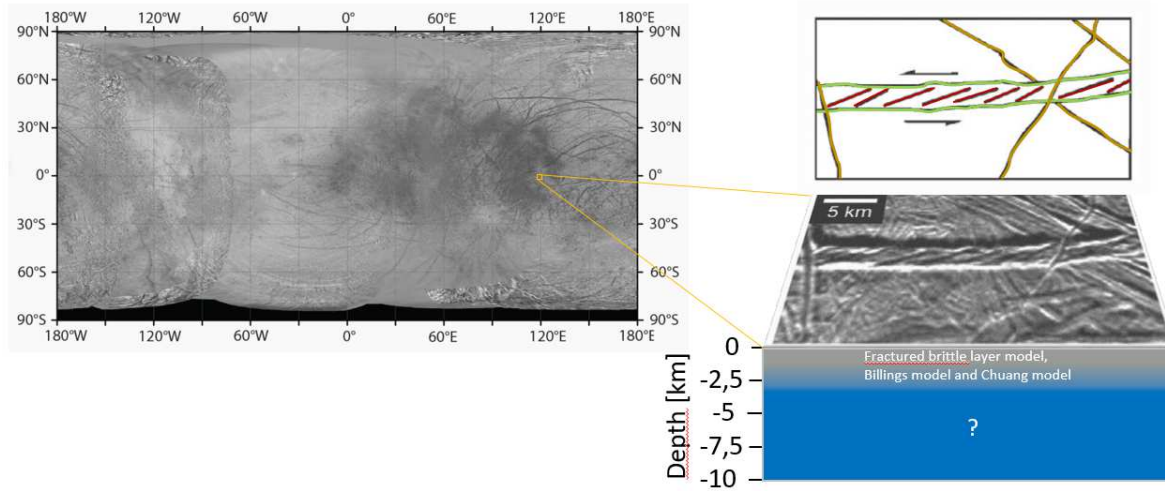 180°W 120°W 60°W 0° 60°E 120°E 180°E
90°N 90°N
60°N 60°N
30°N 30°N
0° 0°
30°S 30°S
60°S 60°S
90°S 90°S
180°W 120°W 60°W 0° 60°E 120°E 180°E
5 km
Depth [km]
0
-2,5
-5
-7,5
-10
Fractured brittle layer model,
Billings model and Chuang model
?